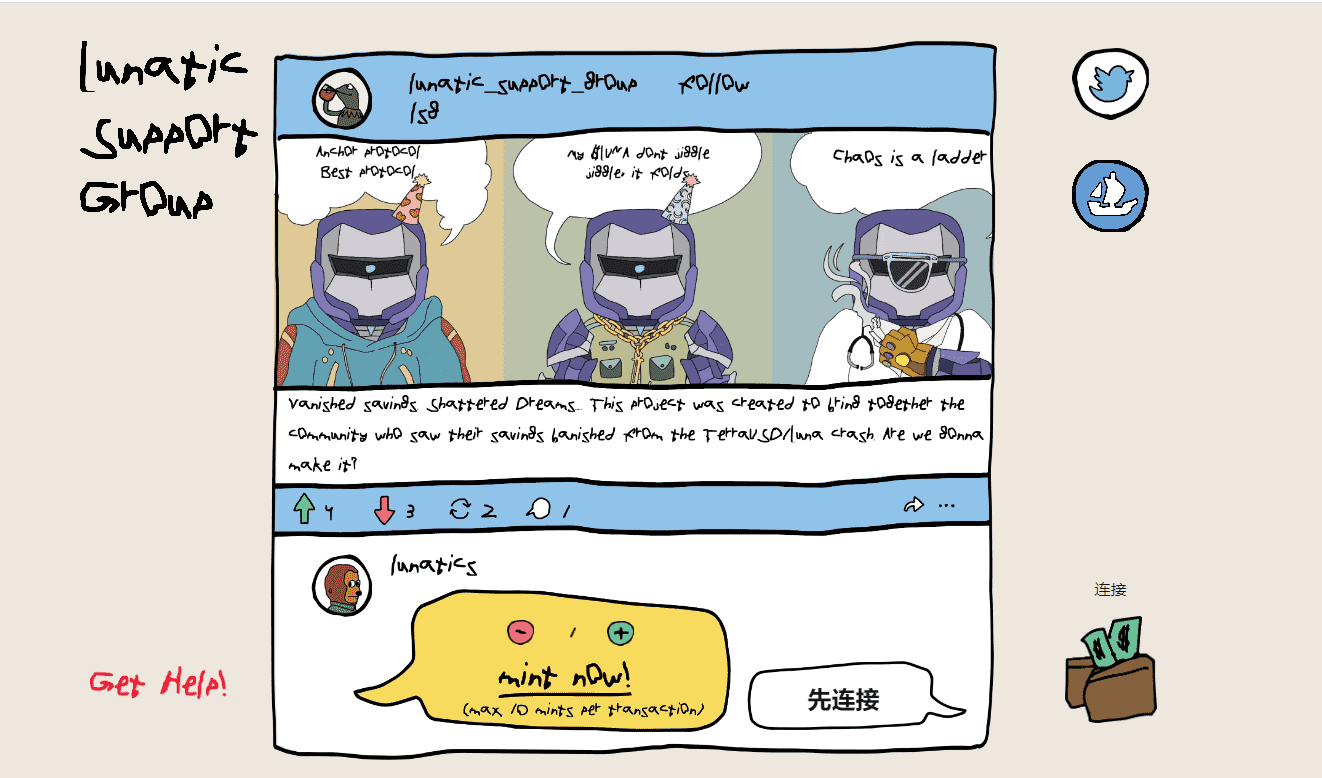 lunatic
support
Group
lunatic_support_group follow
lsg
Anchor protocol.
Best protocol.
My $LUNA dont jiggle
jiggle, it folds
Chaos is a ladder
Vanished savings. Shattered Dreams... This project was created to bring together the
community who saw their savings banished from the TerraUSD/luna crash. Are we gonna
make it?
4 3 2 1 ...
lunatics
- 1 +
mint now!
(max 10 mints per transaction)
先连接
连接
Get Help!